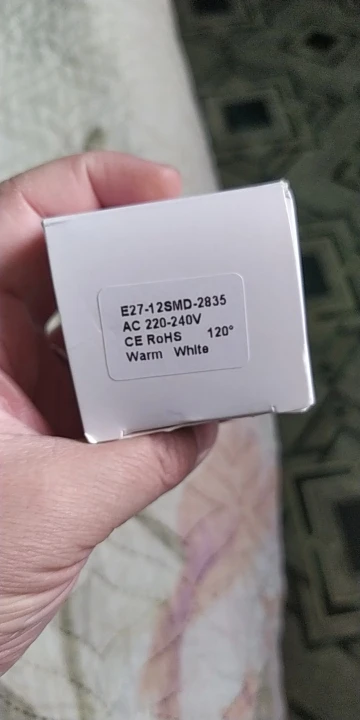 E27-12SMD-2835
AC 220-240V
CE RoHS 120°
Warm White